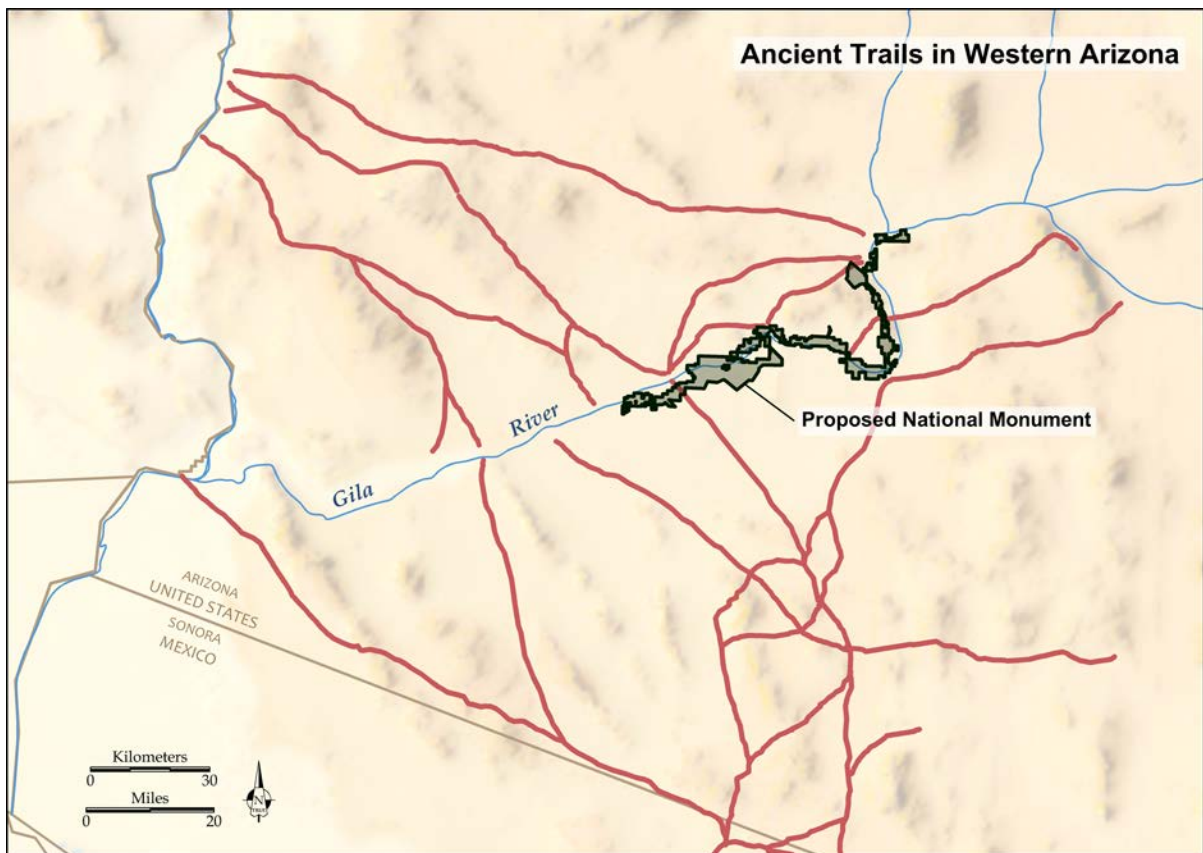 Ancient Trails in Western Arizona
River
Gila
Proposed National Monument
ARIZONA
UNITED STATES
SONORA
MEXICO
Kilometers
0 30
Miles
0 20
N
TRUE